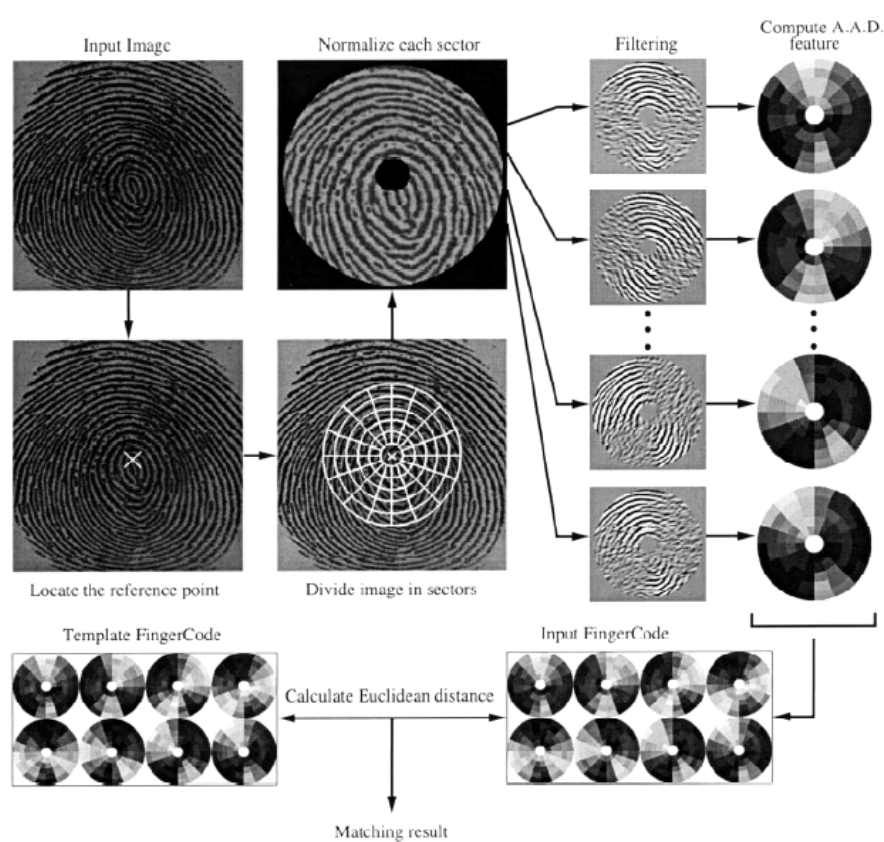 Input Image
Normalize each sector
Filtering
Compute A.A.D.
feature
Locate the reference point
Divide image in sectors
Template FingerCode
Input FingerCode
Calculate Euclidean distance
Matching result